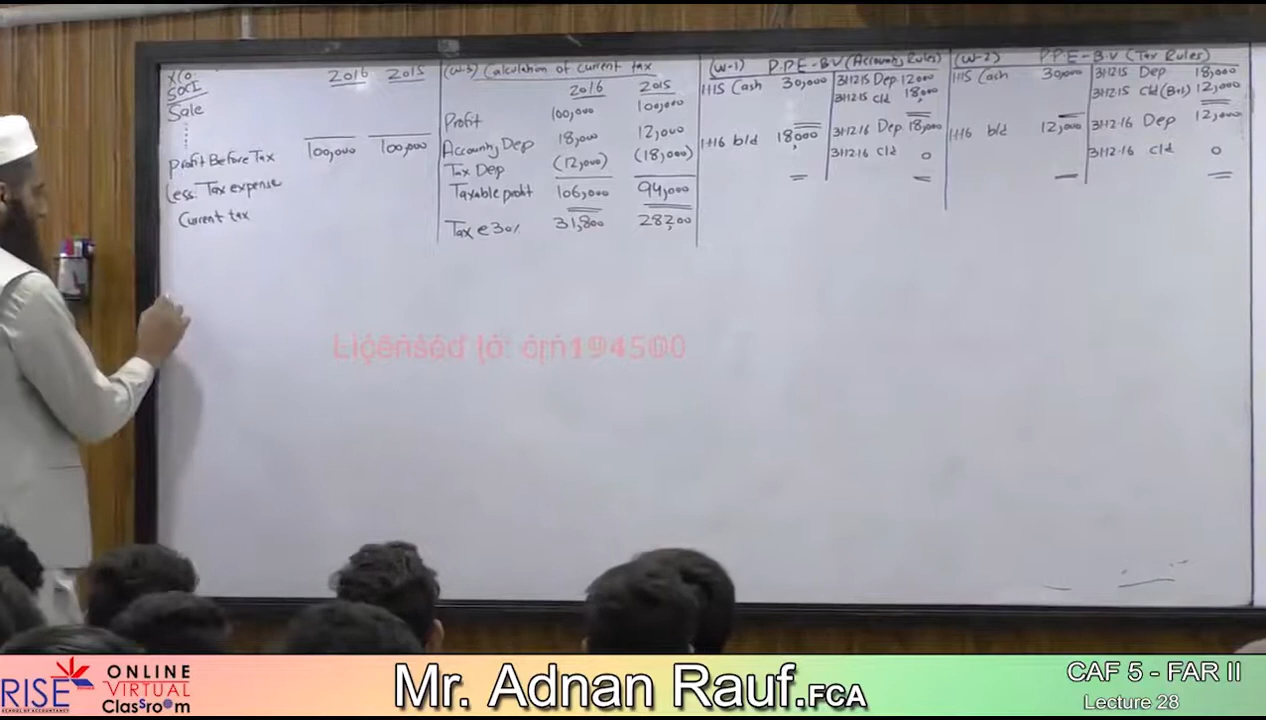 X Co.
SOCI
2016 2015
Sale
Profit Before Tax 100,000 100,000
Less: Tax expense
Current tax
(W-3) Calculation of current tax
2016 2015
Profit 100,000 100,000
Accounting Dep 18,000 12,000
Tax Dep (12,000) (18,000)
Taxable profit 106,000 94,000
Tax @ 30% 31,800 28,200
(W-1) P.P.E - B.V (Accounting Rules)
1-1-15 Cash 30,000 31-12-15 Dep 12,000
31-12-15 c/d 18,000
1-1-16 b/d 18,000 31-12-16 Dep 18,000
31-12-16 c/d 0
(W-2) P.P.E - B.V (Tax Rules)
1-1-15 Cash 30,000 31-12-15 Dep 18,000
31-12-15 c/d (Bal) 12,000
1-1-16 b/d 12,000 31-12-16 Dep 12,000
31-12-16 c/d 0
Licensed to: om194500
RISE
SCHOOL OF ACCOUNTANCY
ONLINE
VIRTUAL
Classroom
Mr. Adnan Rauf.FCA
CAF 5 - FAR II
Lecture 28